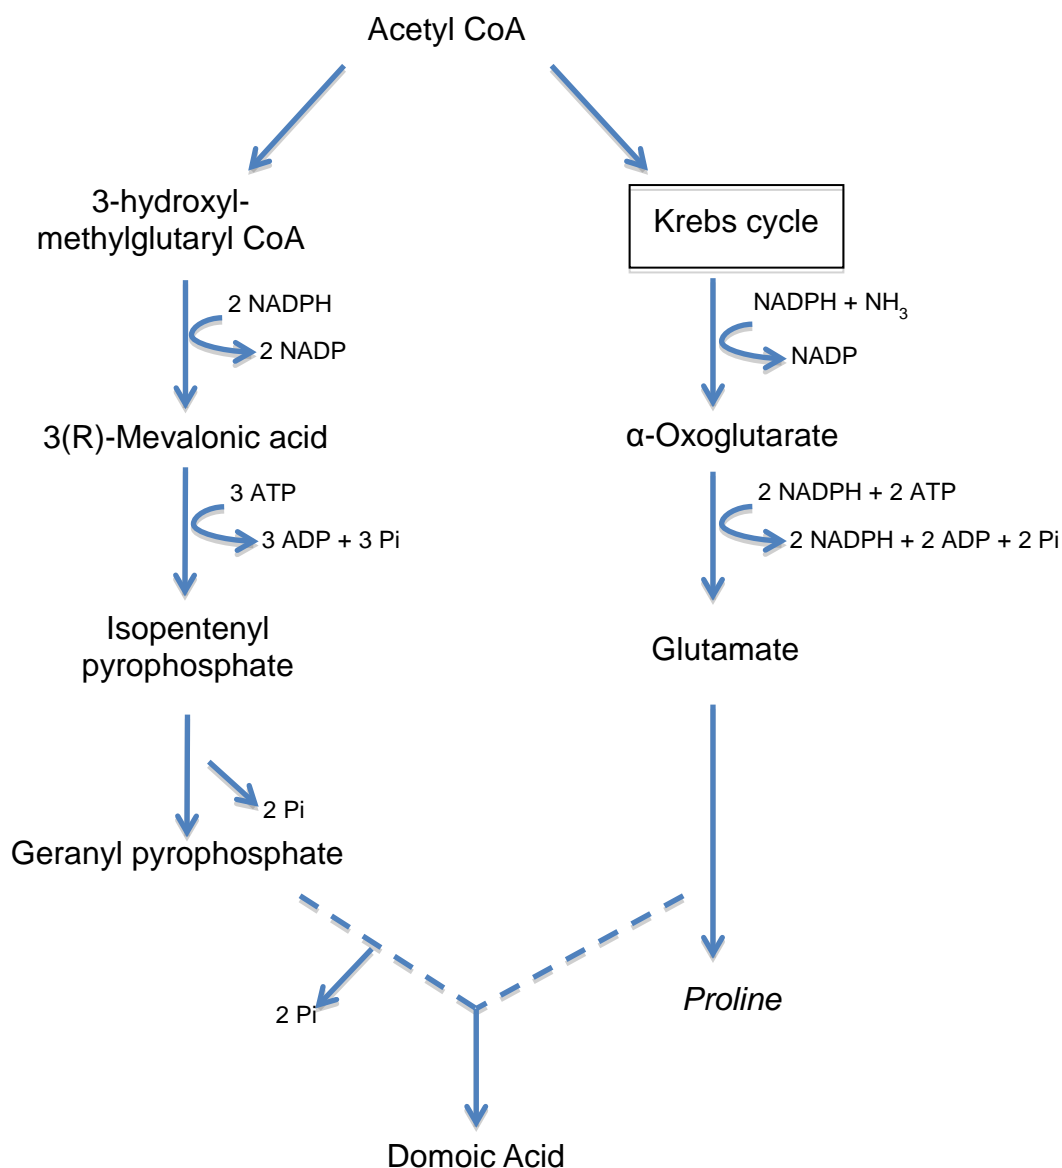 Acetyl CoA
3-hydroxyl-
methylglutaryl CoA
Krebs cycle
2 NADPH
2 NADP
NADPH + NH₃
NADP
3(R)-Mevalonic acid
α-Oxoglutarate
3 ATP
3 ADP + 3 Pi
2 NADPH + 2 ATP
2 NADPH + 2 ADP + 2 Pi
Isopentenyl
pyrophosphate
Glutamate
2 Pi
Geranyl pyrophosphate
2 Pi
Proline
Domoic Acid